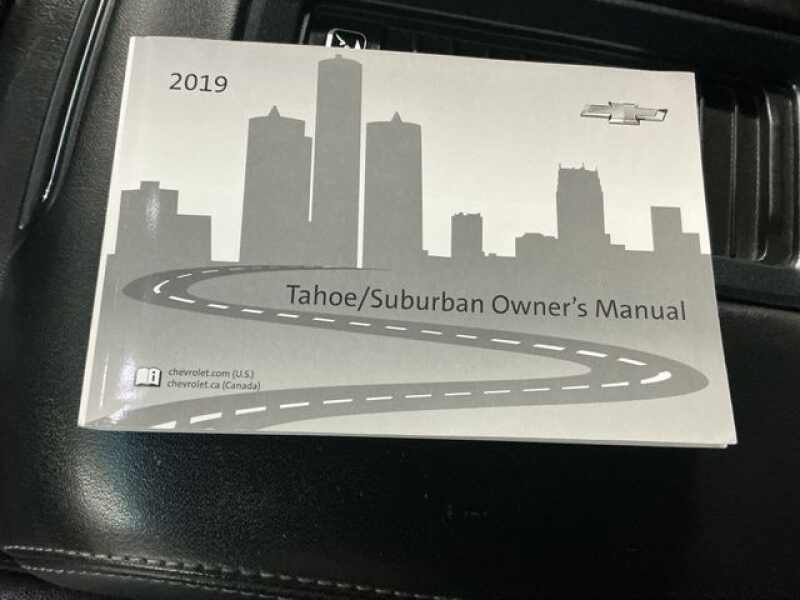 2019
Tahoe/Suburban Owner's Manual
chevrolet.com (U.S.)
chevrolet.ca (Canada)